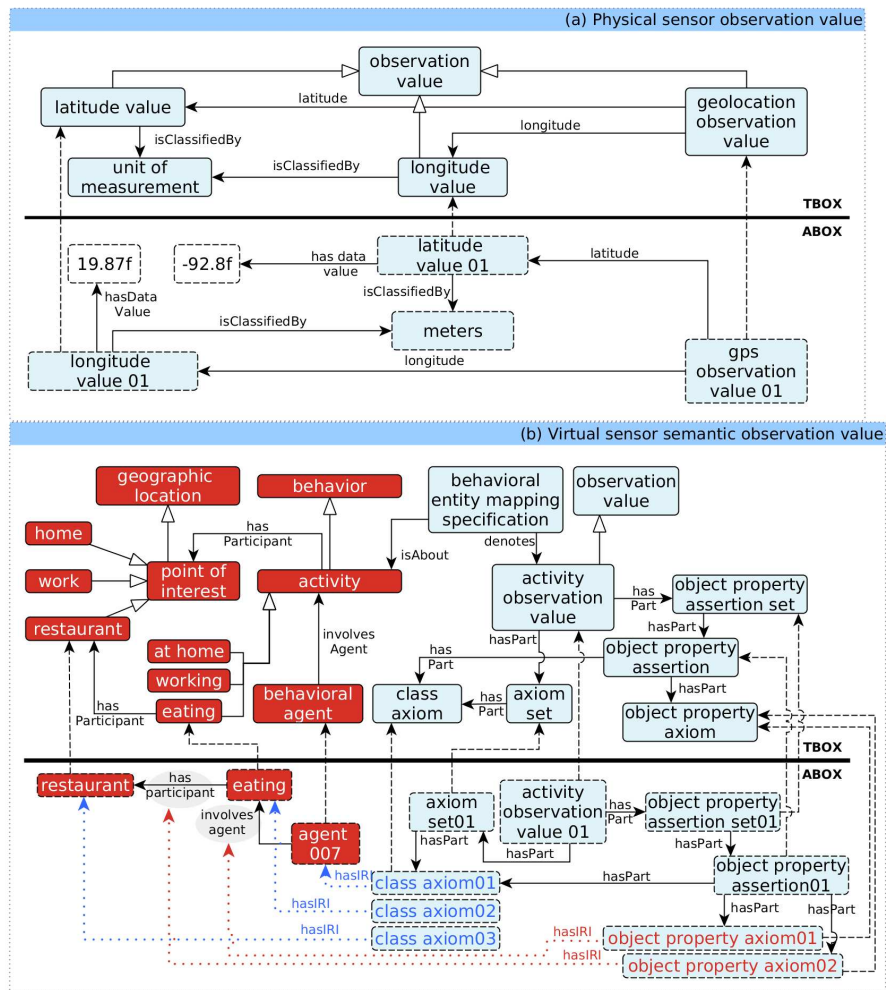 (a) Physical sensor observation value
observation
value
latitude value
latitude
geolocation
observation
value
longitude
isClassifiedBy
unit of
measurement
isClassifiedBy
longitude
value
TBOX
ABOX
19.87f
-92.8f
has data
value
latitude
value 01
latitude
hasData
Value
isClassifiedBy
isClassifiedBy
meters
longitude
value 01
longitude
gps
observation
value 01
(b) Virtual sensor semantic observation value
geographic
location
behavior
behavioral
entity mapping
specification
observation
value
home
has
Participant
denotes
isAbout
work
point of
interest
activity
activity
observation
value
has
Part
object property
assertion set
restaurant
involves
Agent
hasPart
hasPart
at home
has
Part
object property
assertion
working
hasPart
has
Participant
eating
behavioral
agent
class
axiom
has
Part
axiom
set
object property
axiom
TBOX
ABOX
restaurant
has
participant
eating
involves
agent
axiom
set01
activity
observation
value 01
has
Part
object property
assertion set01
agent
007
hasPart
hasPart
hasPart
object property
assertion01
hasIRI
class axiom01
hasPart
hasIRI
class axiom02
hasPart
hasPart
hasIRI
class axiom03
hasIRI
object property axiom01
hasIRI
object property axiom02